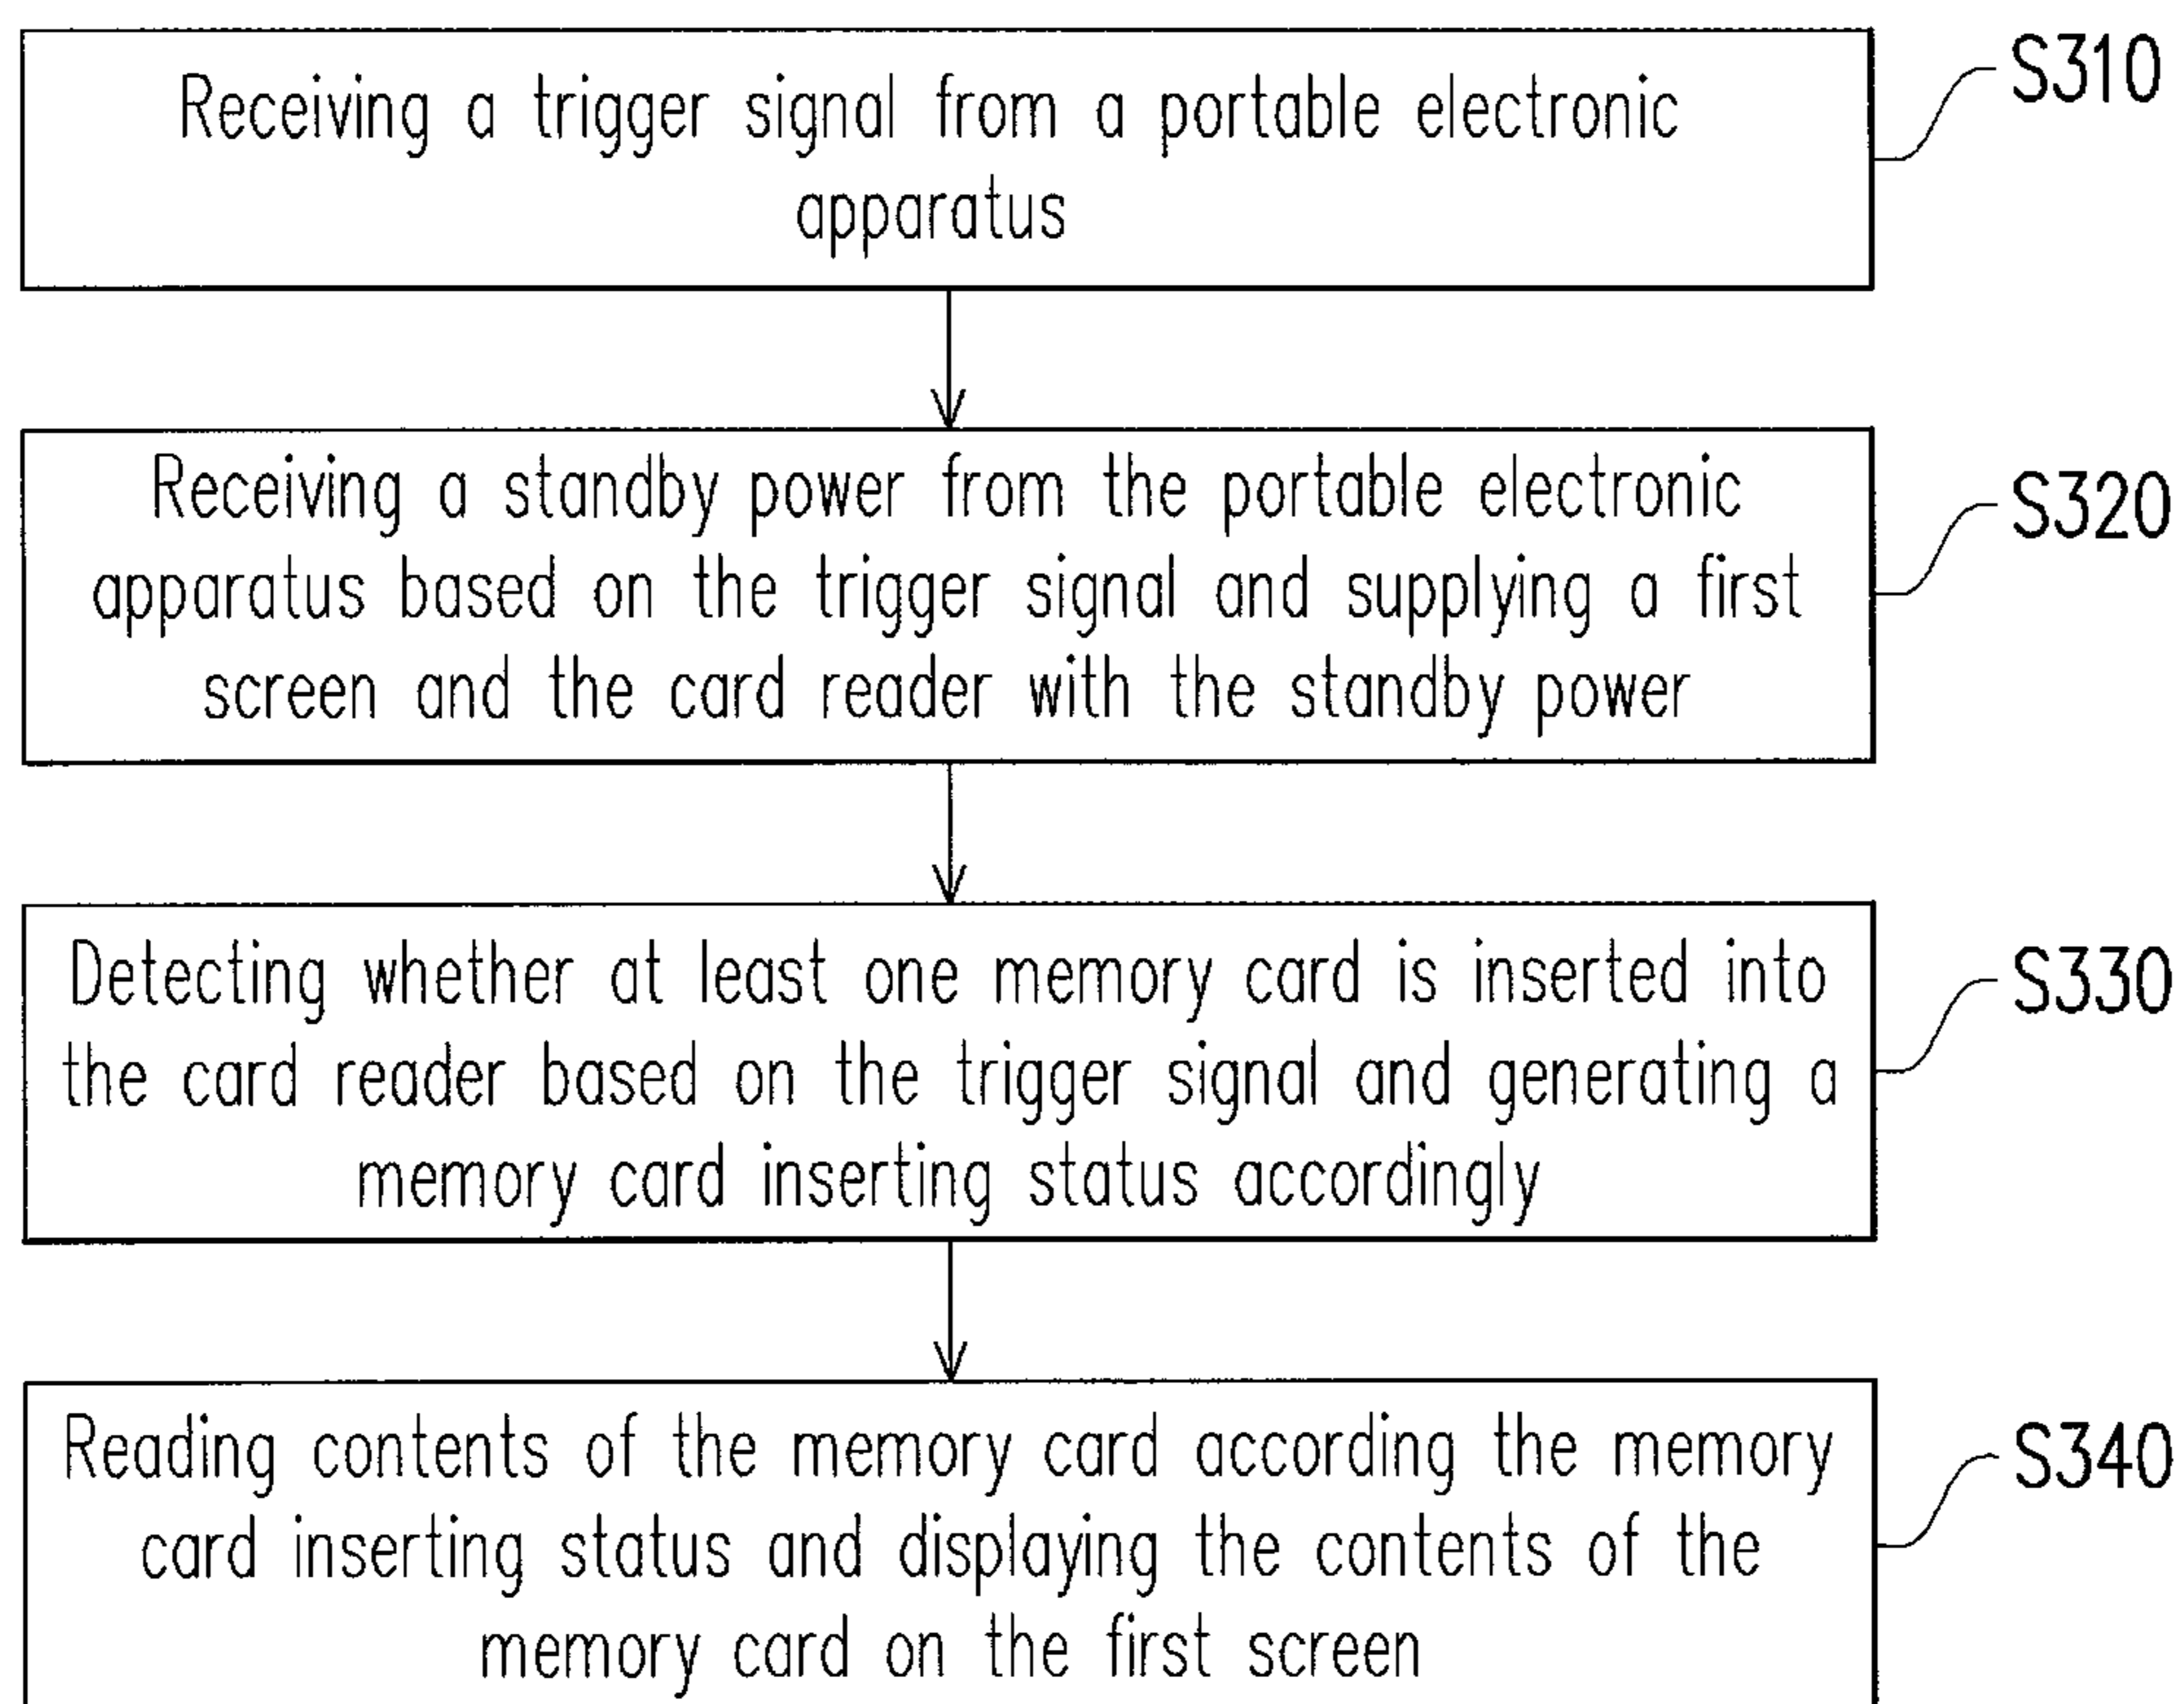 Receiving a trigger signal from a portable electronic
apparatus
S310
Receiving a standby power from the portable electronic
apparatus based on the trigger signal and supplying a first
screen and the card reader with the standby power
S320
Detecting whether at least one memory card is inserted into
the card reader based on the trigger signal and generating a
memory card inserting status accordingly
S330
Reading contents of the memory card according the memory
card inserting status and displaying the contents of the
memory card on the first screen
S340